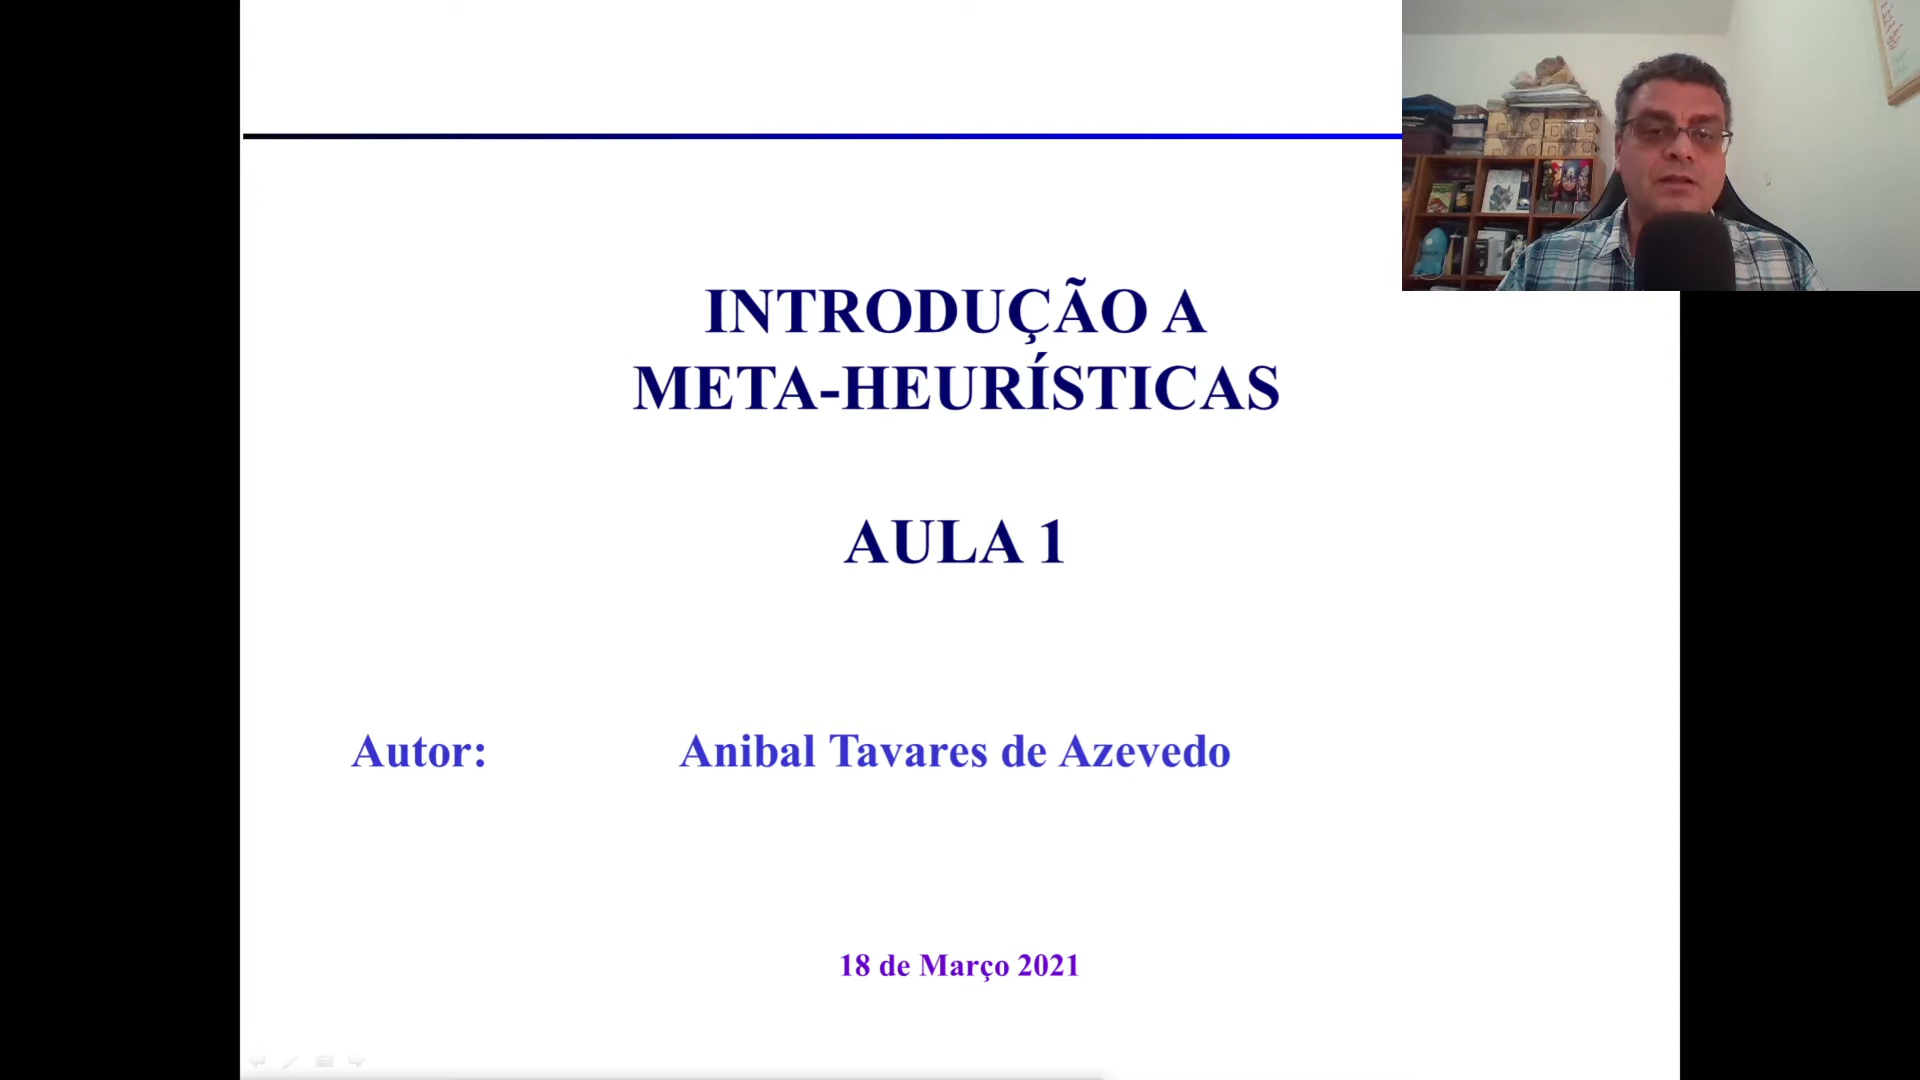 INTRODUÇÃO A
META-HEURÍSTICAS
AULA 1
Autor: Anibal Tavares de Azevedo
18 de Março 2021